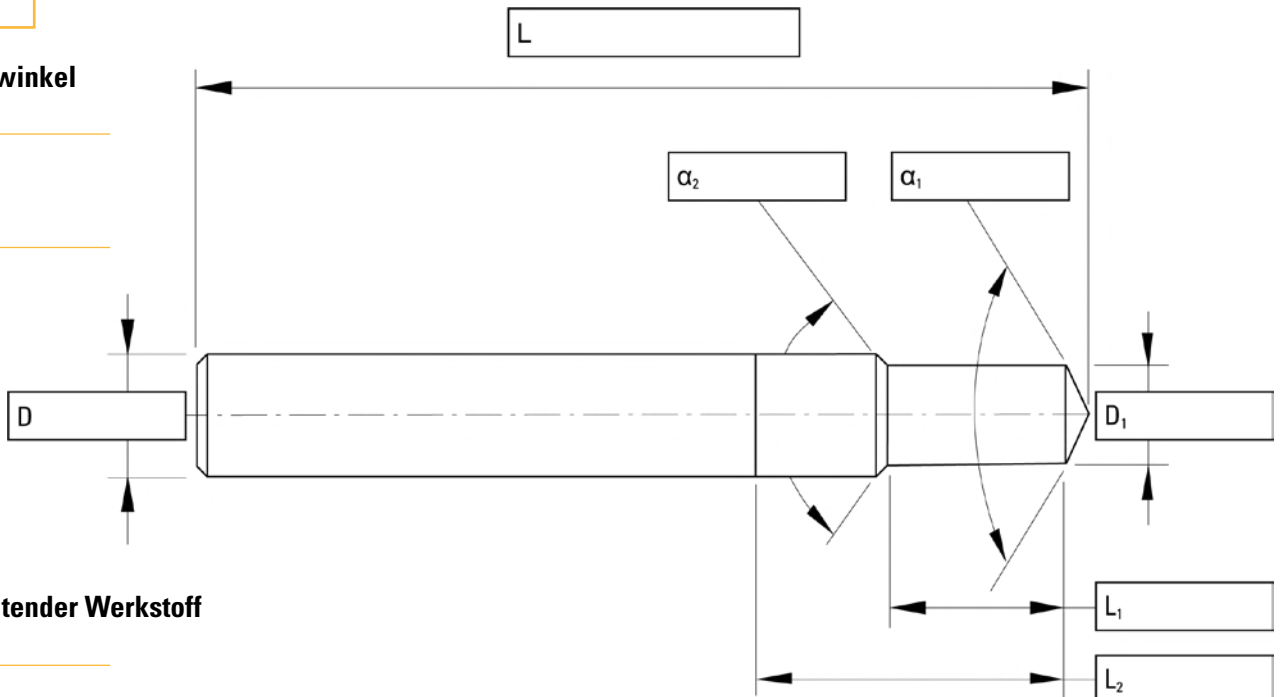 L
winkel
α₂
α₁
D
D₁
tender Werkstoff
L₁
L₂